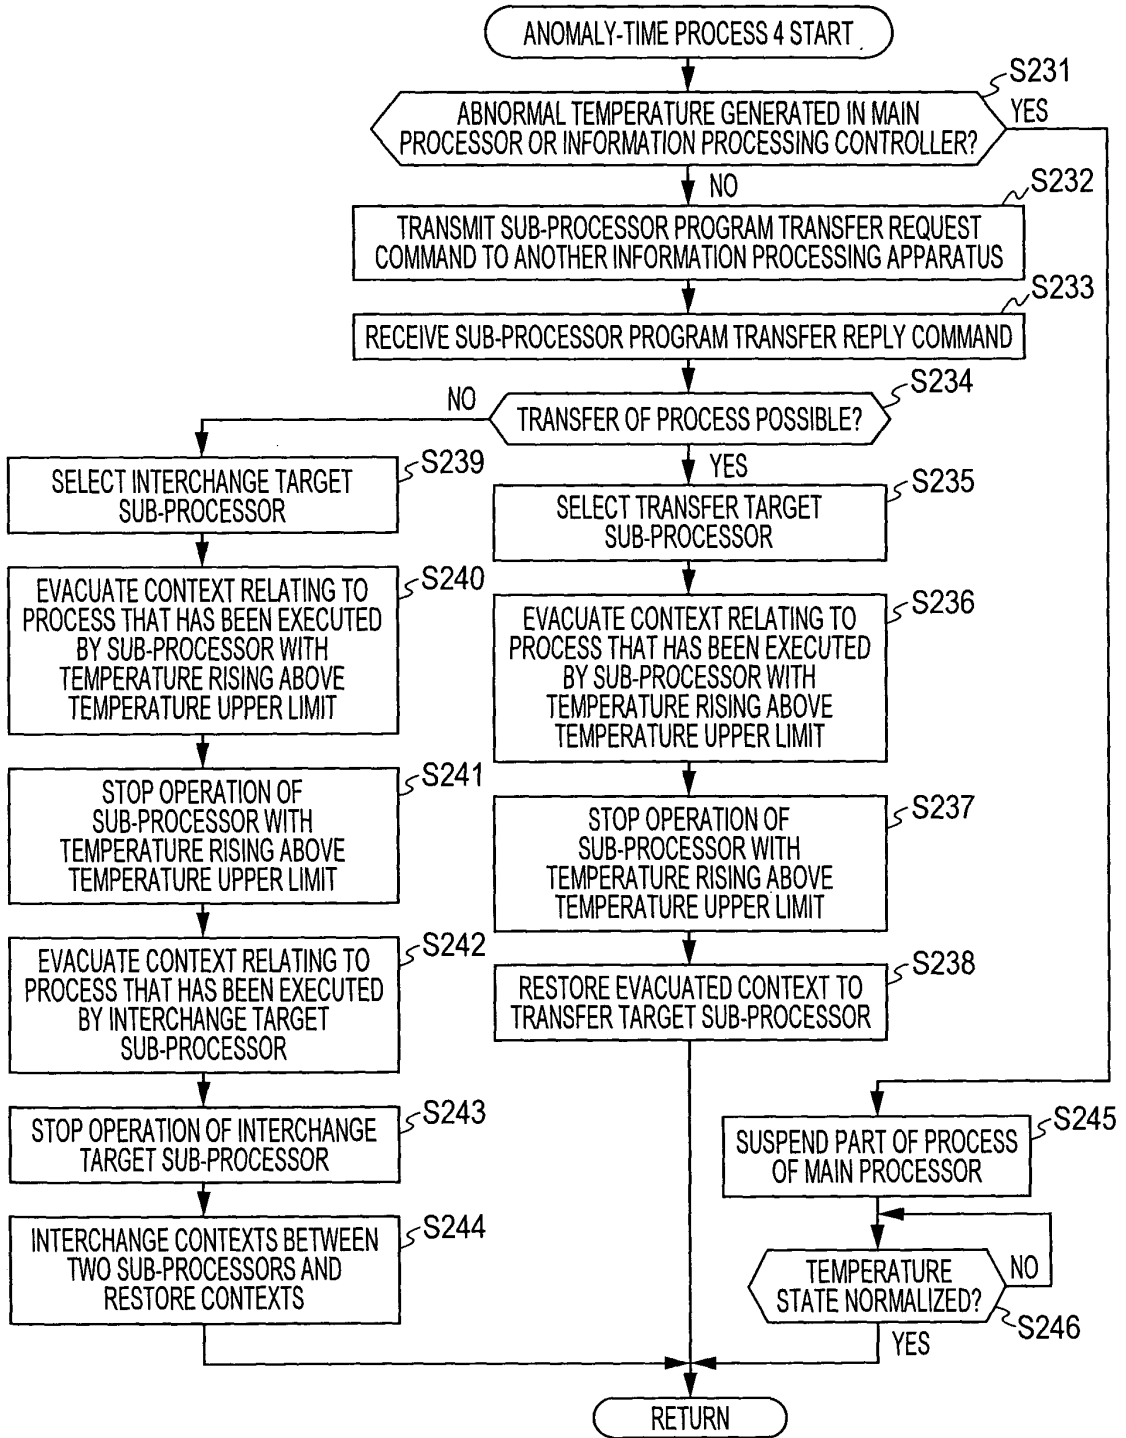 ANOMALY-TIME PROCESS 4 START
S231
ABNORMAL TEMPERATURE GENERATED IN MAIN
PROCESSOR OR INFORMATION PROCESSING CONTROLLER?
YES
NO
S232
TRANSMIT SUB-PROCESSOR PROGRAM TRANSFER REQUEST
COMMAND TO ANOTHER INFORMATION PROCESSING APPARATUS
S233
RECEIVE SUB-PROCESSOR PROGRAM TRANSFER REPLY COMMAND
S234
TRANSFER OF PROCESS POSSIBLE?
NO
YES
S239
SELECT INTERCHANGE TARGET
SUB-PROCESSOR
S240
EVACUATE CONTEXT RELATING TO
PROCESS THAT HAS BEEN EXECUTED
BY SUB-PROCESSOR WITH
TEMPERATURE RISING ABOVE
TEMPERATURE UPPER LIMIT
S241
STOP OPERATION OF
SUB-PROCESSOR WITH
TEMPERATURE RISING ABOVE
TEMPERATURE UPPER LIMIT
S242
EVACUATE CONTEXT RELATING TO
PROCESS THAT HAS BEEN EXECUTED
BY INTERCHANGE TARGET
SUB-PROCESSOR
S243
STOP OPERATION OF INTERCHANGE
TARGET SUB-PROCESSOR
S244
INTERCHANGE CONTEXTS BETWEEN
TWO SUB-PROCESSORS AND
RESTORE CONTEXTS
S235
SELECT TRANSFER TARGET
SUB-PROCESSOR
S236
EVACUATE CONTEXT RELATING TO
PROCESS THAT HAS BEEN EXECUTED
BY SUB-PROCESSOR WITH
TEMPERATURE RISING ABOVE
TEMPERATURE UPPER LIMIT
S237
STOP OPERATION OF
SUB-PROCESSOR WITH
TEMPERATURE RISING ABOVE
TEMPERATURE UPPER LIMIT
S238
RESTORE EVACUATED CONTEXT TO
TRANSFER TARGET SUB-PROCESSOR
S245
SUSPEND PART OF PROCESS
OF MAIN PROCESSOR
TEMPERATURE
STATE NORMALIZED?
NO
S246
YES
RETURN